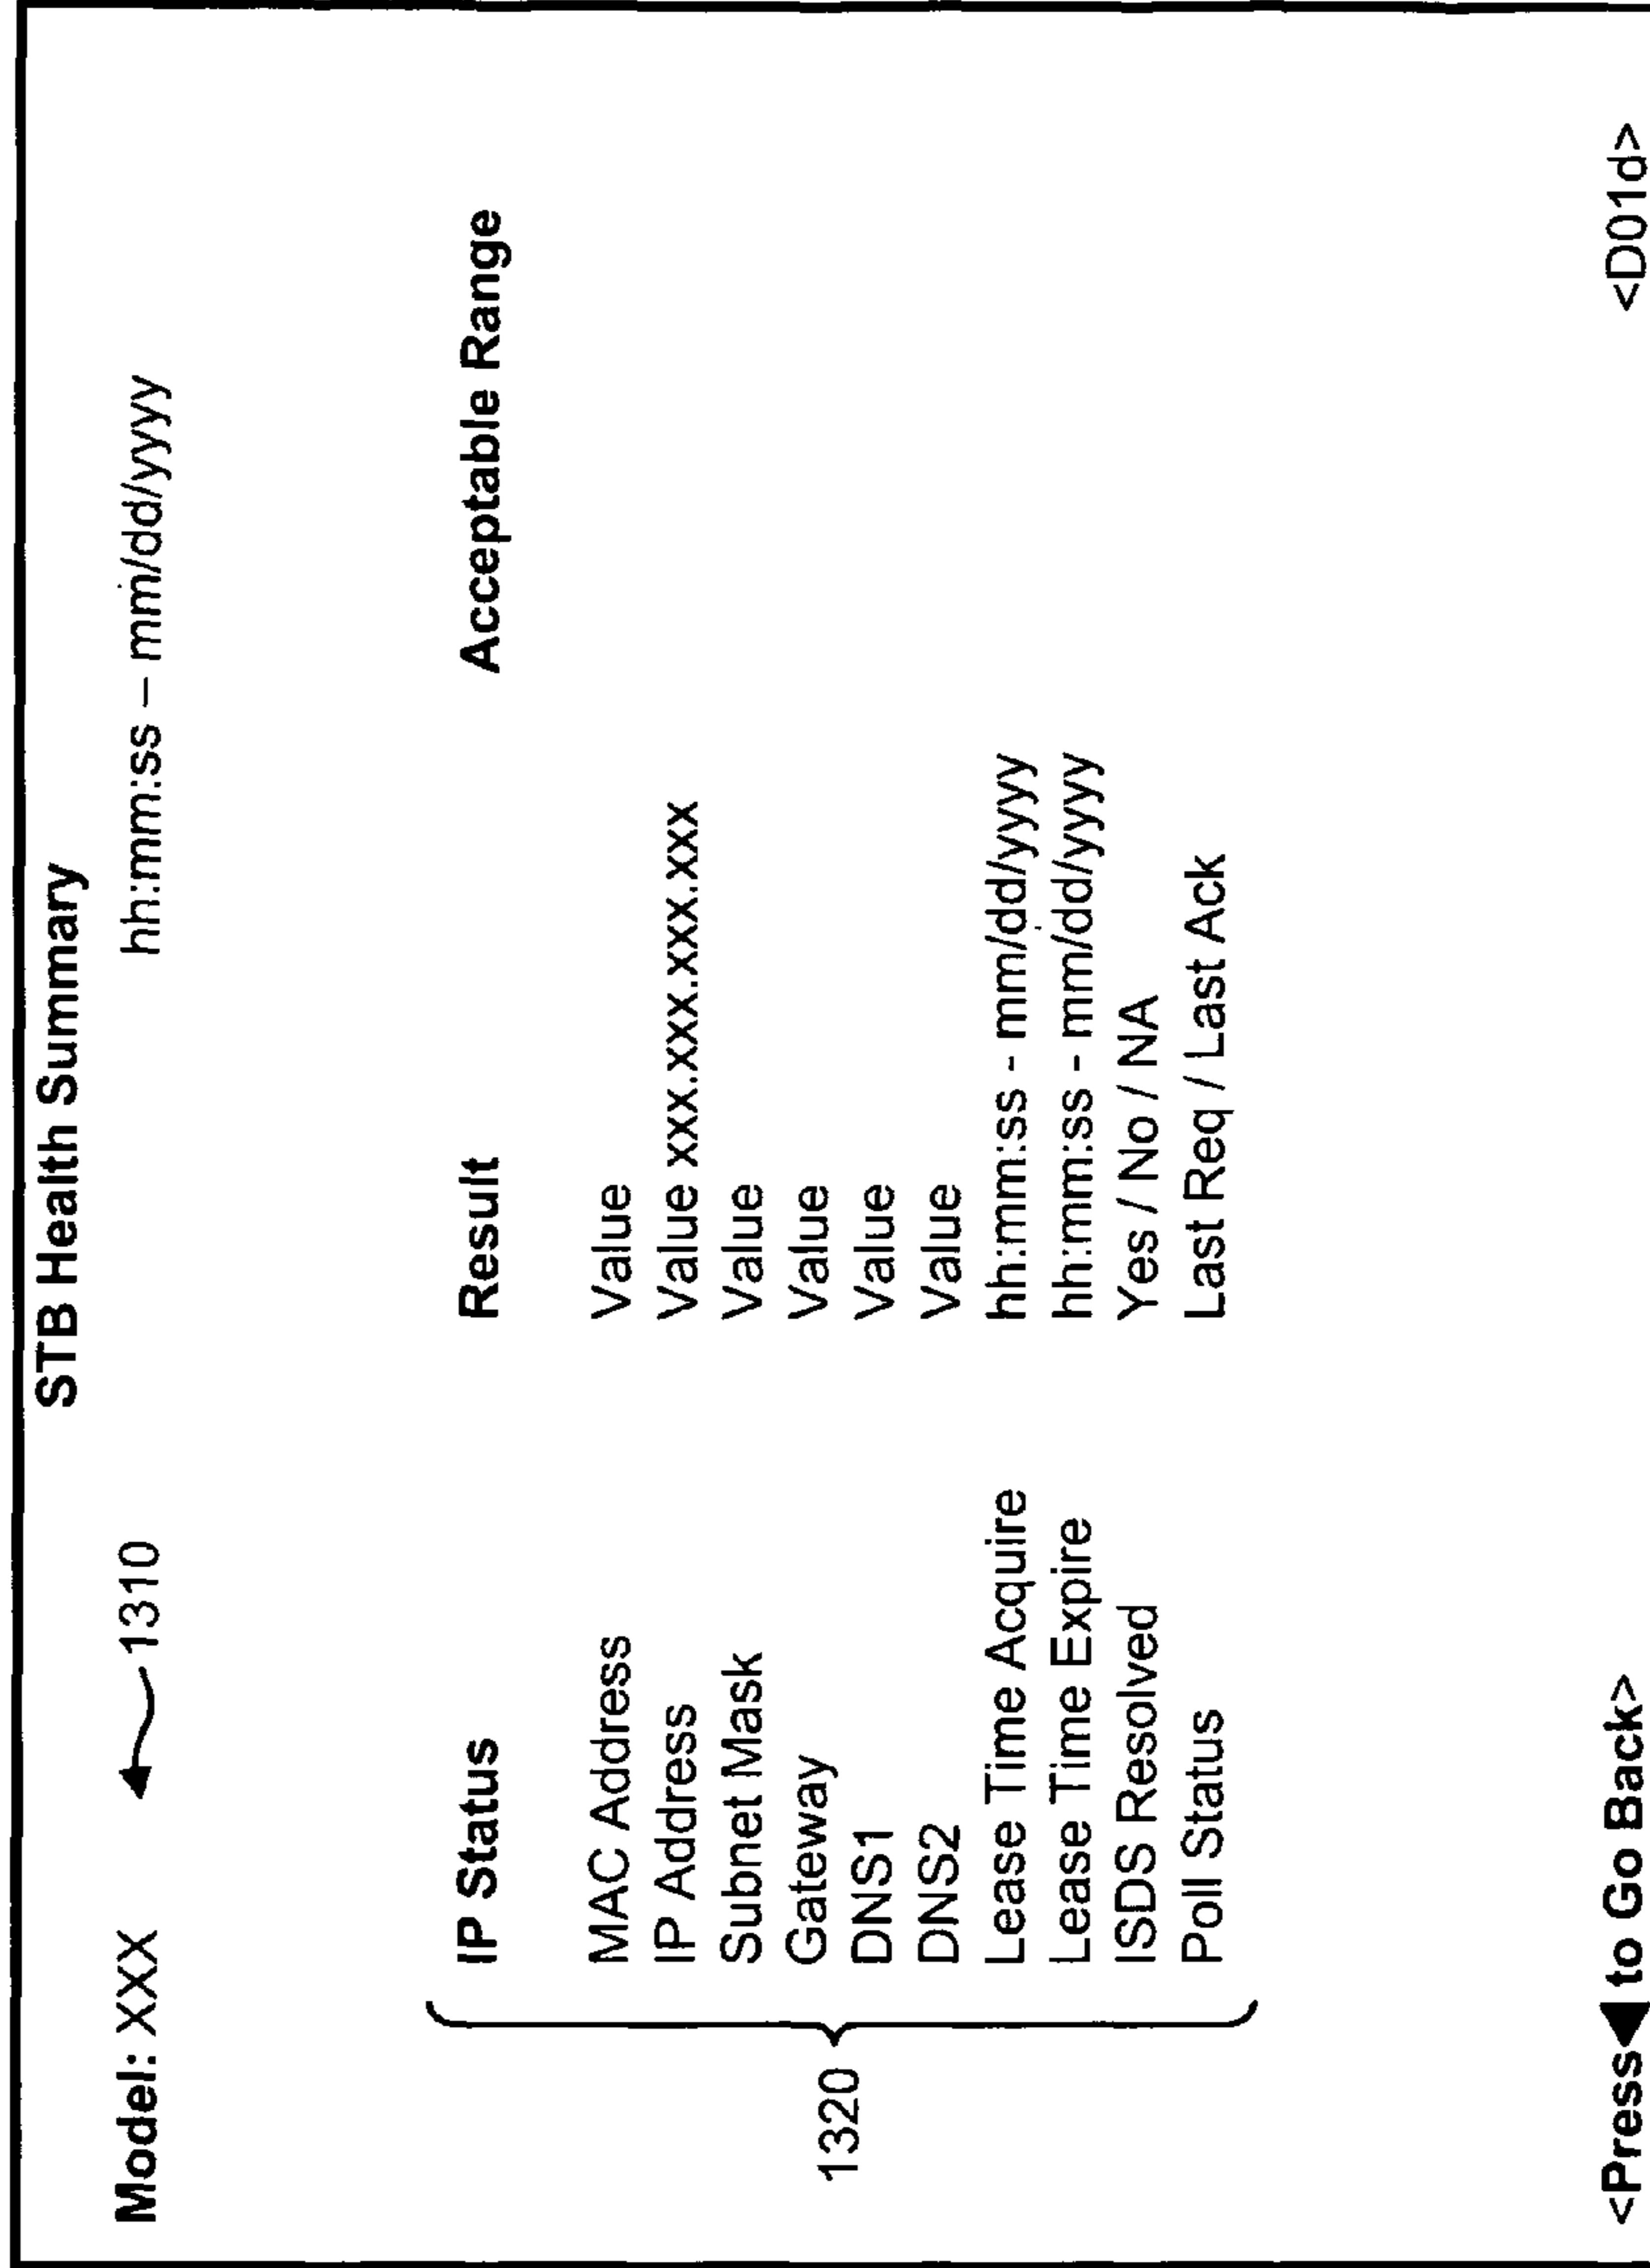 STB Health Summary
Model: XXX 1310 hh:mm:ss – mm/dd/yyyy
IP Status Result Acceptable Range
MAC Address Value
IP Address Value xxx.xxx.xxx.xxx
Subnet Mask Value
Gateway Value
DNS1 Value
DNS2 Value
Lease Time Acquire hh:mm:ss - mm/dd/yyyy
Lease Time Expire hh:mm:ss - mm/dd/yyyy
ISDS Resolved Yes / No / NA
Poll Status Last Req / Last Ack
1320
<Press ◀ to Go Back> <D01d>